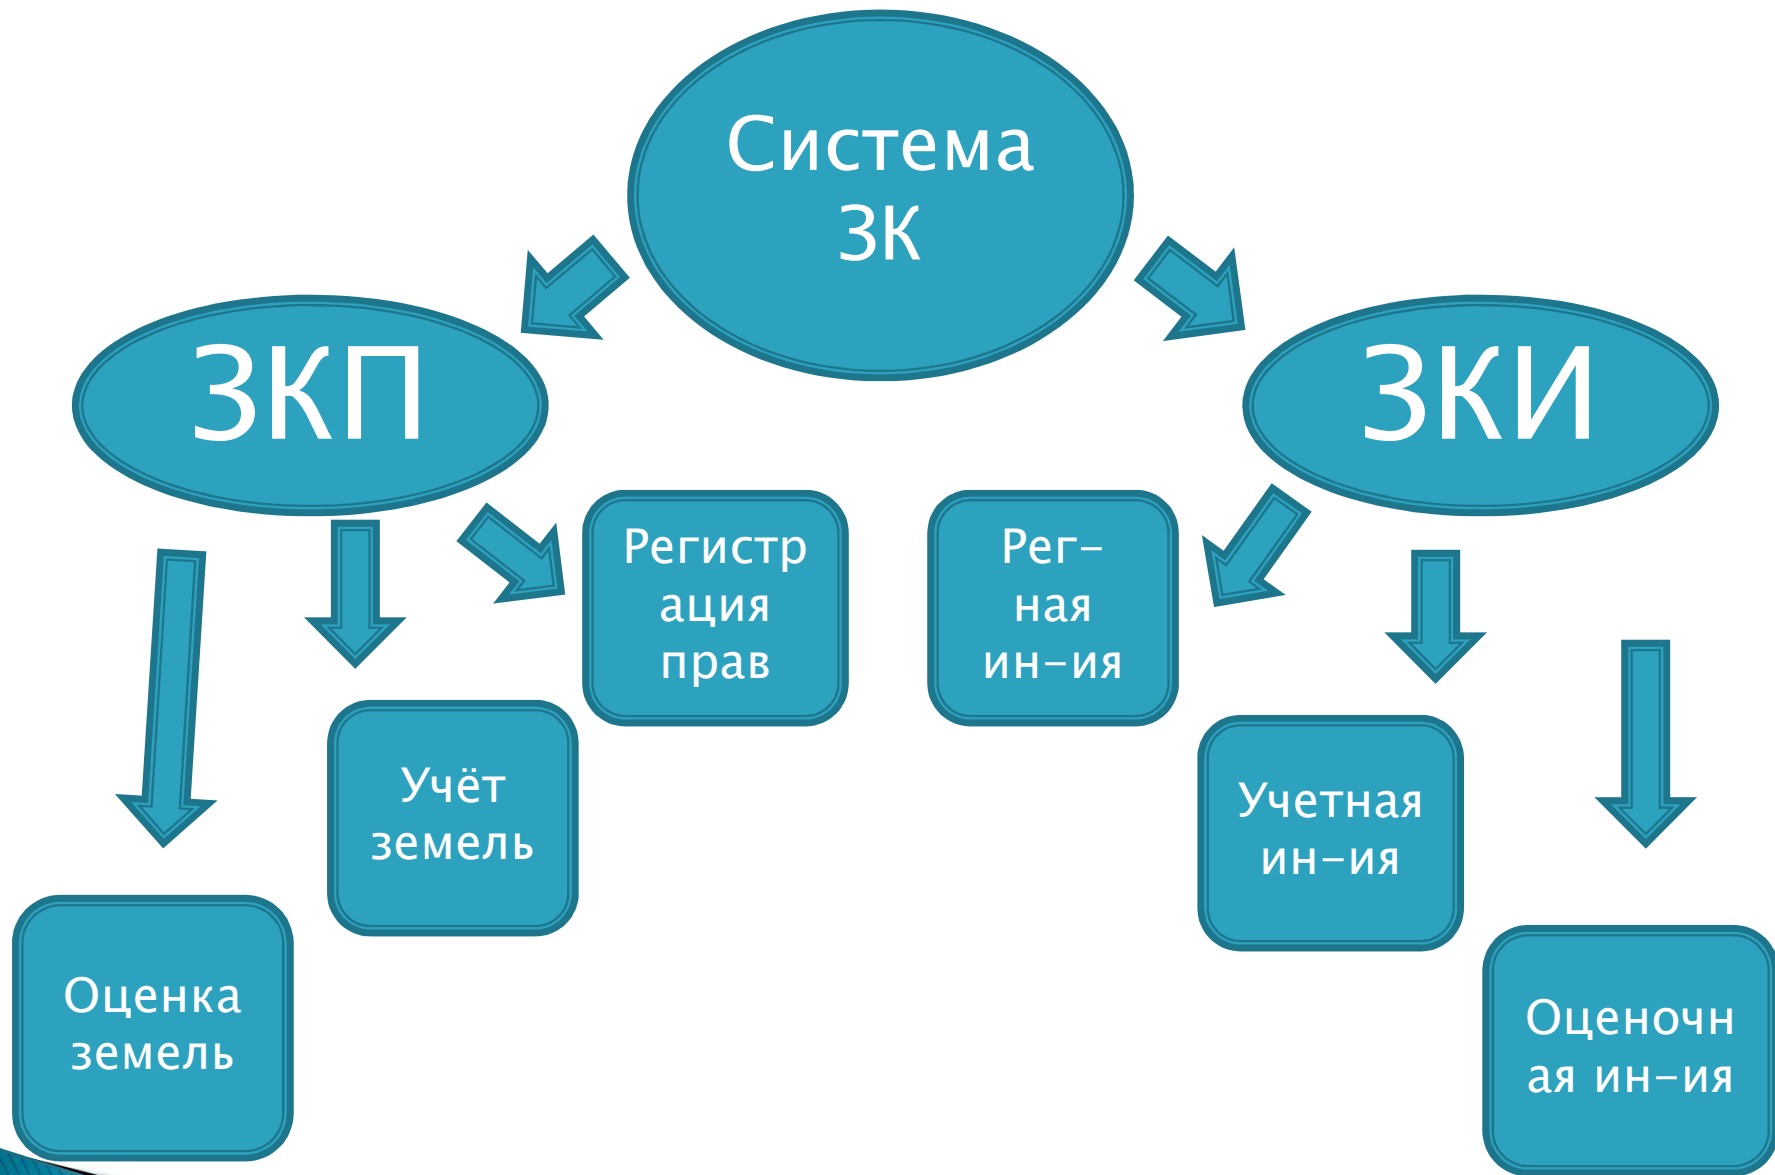 Система
ЗК
ЗКП
ЗКИ
Регистр
ация
прав
Рег-
ная
ин-ия
Учёт
земель
Учетная
ин-ия
Оценка
земель
Оценочн
ая ин-ия